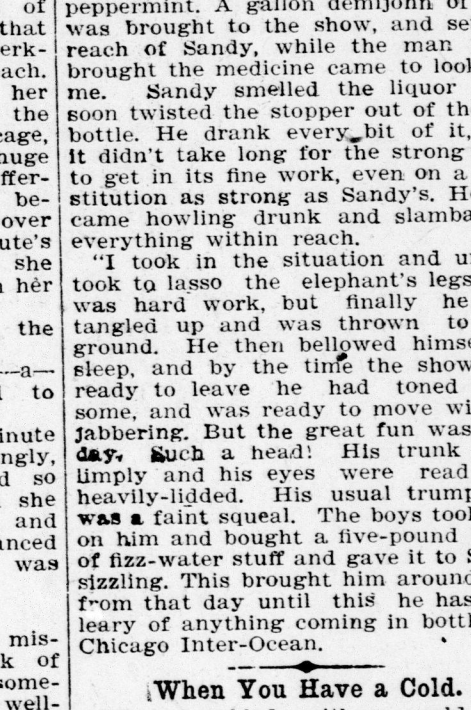 of
that
erk-
ach.
her
the
cage,
huge
ffer-
be-
over
ute's
she
n her
the
—a—
l to
inute
ngly,
d so
she
and
anced
was
mis-
k of
some-
well-
peppermint. A gallon demijohn of
was brought to the show, and se
reach of Sandy, while the man
brought the medicine came to look
me. Sandy smelled the liquor
soon twisted the stopper out of th
bottle. He drank every bit of it,
It didn't take long for the strong
to get in its fine work, even on a
stitution as strong as Sandy's. H
came howling drunk and slamba
everything within reach.
"I took in the situation and u
took to lasso the elephant's legs
was hard work, but finally he
tangled up and was thrown to
ground. He then bellowed himse
sleep, and by the time the show
ready to leave he had toned
some, and was ready to move wi
jabbering. But the great fun was
day. Such a head! His trunk
limply and his eyes were read
heavily-lidded. His usual trump
was a faint squeal. The boys took
on him and bought a five-pound
of fizz-water stuff and gave it to S
sizzling. This brought him around
from that day until this he has
leary of anything coming in bottl
Chicago Inter-Ocean.
When You Have a Cold.